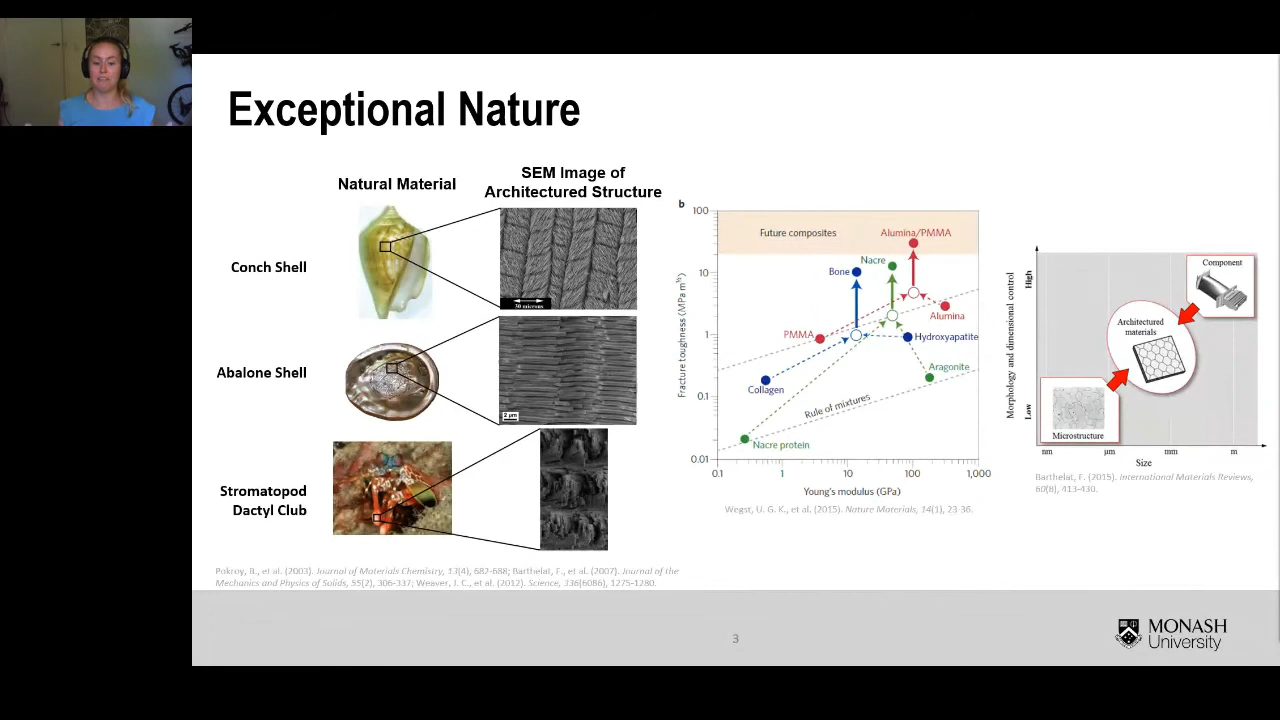 Exceptional Nature
Natural Material
SEM Image of
Architectured Structure
Conch Shell
30 microns
Abalone Shell
2 µm
Stromatopod
Dactyl Club
Pokroy, B., et al. (2003). Journal of Materials Chemistry, 13(4), 682-688; Barthelat, F., et al. (2007). Journal of the
Mechanics and Physics of Solids, 55(2), 306-337; Weaver, J. C., et al. (2012). Science, 336(6086), 1275-1280.
b
100
10
1
0.1
0.01
Fracture toughness (MPa m½)
Future composites
Alumina/PMMA
Nacre
Bone
Alumina
PMMA
Hydroxyapatite
Aragonite
Collagen
Rule of mixtures
Nacre protein
0.1
1
10
100
1,000
Young's modulus (GPa)
Wegst, U. G. K., et al. (2015). Nature Materials, 14(1), 23-36.
Morphology and dimensional control
High
Low
Component
Architectured
materials
Microstructure
nm
µm
mm
m
Size
Barthelat, F. (2015). International Materials Reviews,
60(8), 413-430.
3
MONASH
University